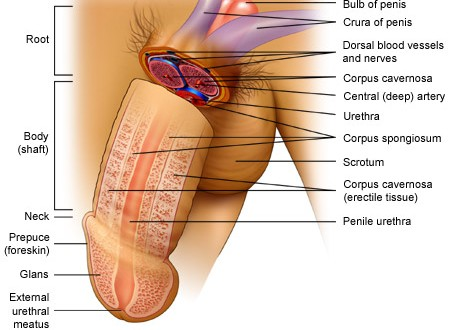 Root
Body
(shaft)
Neck
Prepuce
(foreskin)
Glans
External
urethral
meatus
Bulb of penis
Crura of penis
Dorsal blood vessels
and nerves
Corpus cavernosa
Central (deep) artery
Urethra
Corpus spongiosum
Scrotum
Corpus cavernosa
(erectile tissue)
Penile urethra